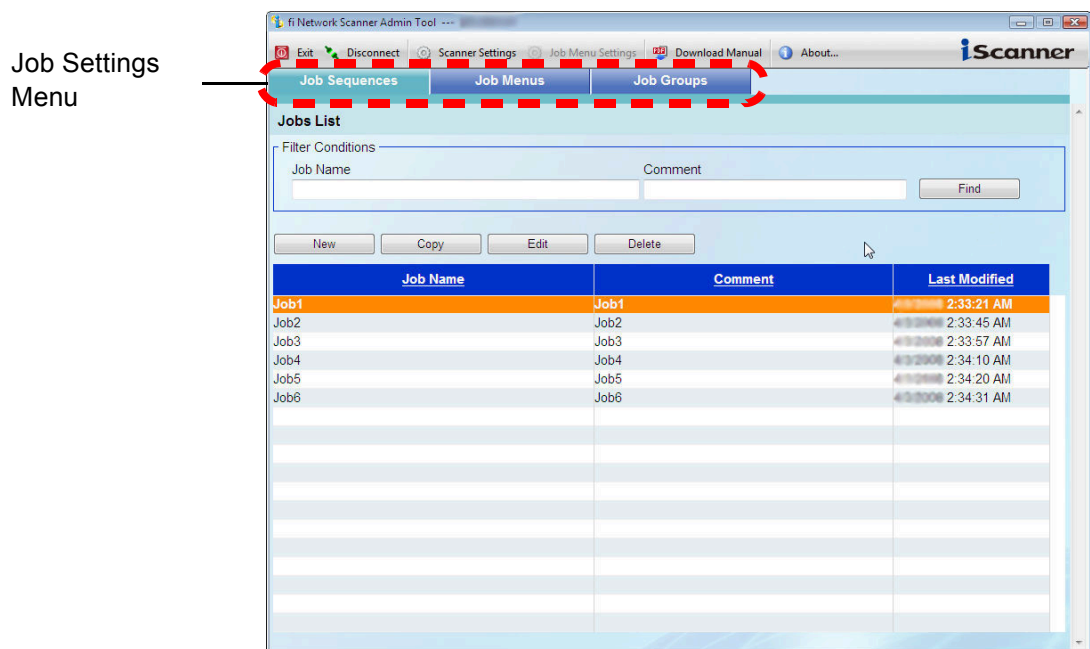 Job Settings
Menu
fi Network Scanner Admin Tool ---
Exit Disconnect Scanner Settings Job Menu Settings Download Manual About... iScanner
Job Sequences Job Menus Job Groups
Jobs List
Filter Conditions
Job Name Comment
Find
New Copy Edit Delete
Job Name Comment Last Modified
Job1 Job1 2:33:21 AM
Job2 Job2 2:33:45 AM
Job3 Job3 2:33:57 AM
Job4 Job4 2:34:10 AM
Job5 Job5 2:34:20 AM
Job6 Job6 2:34:31 AM